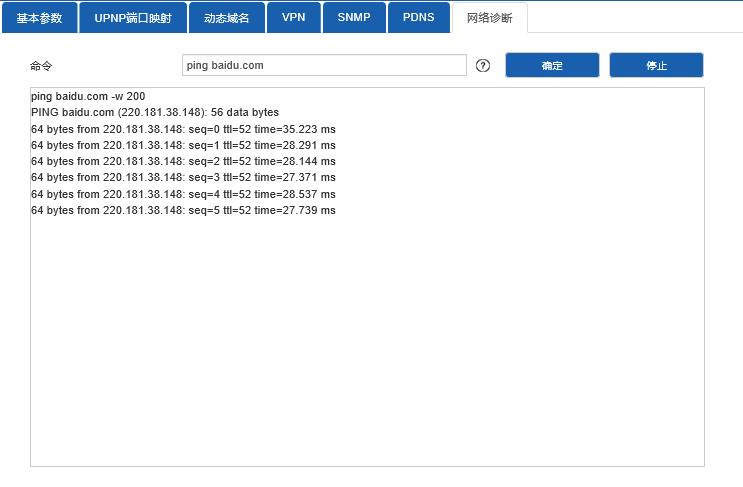 基本参数 UPNP端口映射 动态域名 VPN SNMP PDNS 网络诊断
命令 ping baidu.com ? 确定 停止
ping baidu.com -w 200
PING baidu.com (220.181.38.148): 56 data bytes
64 bytes from 220.181.38.148: seq=0 ttl=52 time=35.223 ms
64 bytes from 220.181.38.148: seq=1 ttl=52 time=28.291 ms
64 bytes from 220.181.38.148: seq=2 ttl=52 time=28.144 ms
64 bytes from 220.181.38.148: seq=3 ttl=52 time=27.371 ms
64 bytes from 220.181.38.148: seq=4 ttl=52 time=28.537 ms
64 bytes from 220.181.38.148: seq=5 ttl=52 time=27.739 ms